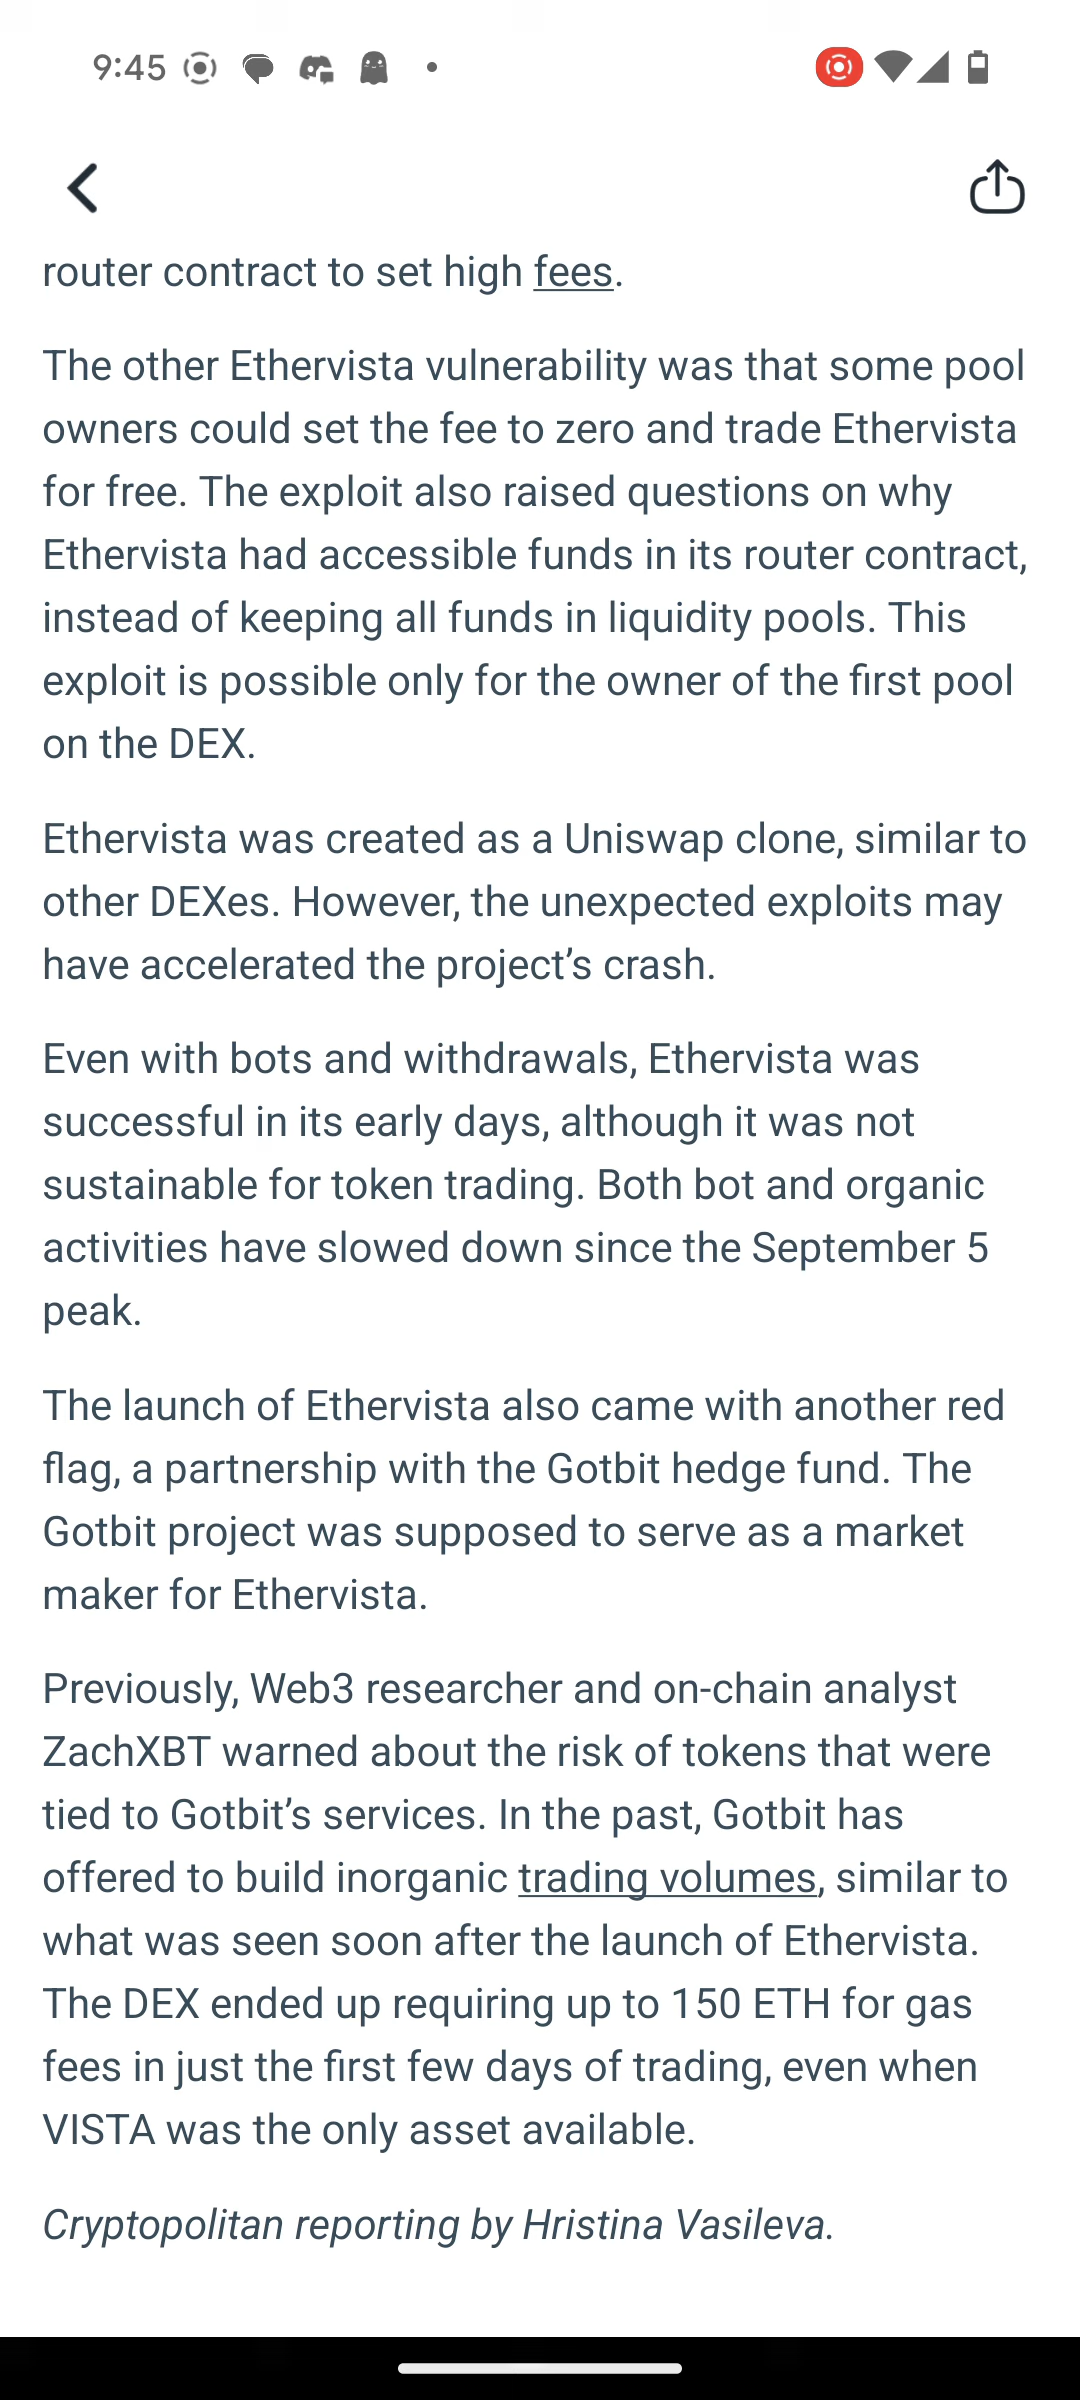 9:45
router contract to set high fees.
The other Ethervista vulnerability was that some pool
owners could set the fee to zero and trade Ethervista
for free. The exploit also raised questions on why
Ethervista had accessible funds in its router contract,
instead of keeping all funds in liquidity pools. This
exploit is possible only for the owner of the first pool
on the DEX.
Ethervista was created as a Uniswap clone, similar to
other DEXes. However, the unexpected exploits may
have accelerated the project’s crash.
Even with bots and withdrawals, Ethervista was
successful in its early days, although it was not
sustainable for token trading. Both bot and organic
activities have slowed down since the September 5
peak.
The launch of Ethervista also came with another red
flag, a partnership with the Gotbit hedge fund. The
Gotbit project was supposed to serve as a market
maker for Ethervista.
Previously, Web3 researcher and on-chain analyst
ZachXBT warned about the risk of tokens that were
tied to Gotbit’s services. In the past, Gotbit has
offered to build inorganic trading volumes, similar to
what was seen soon after the launch of Ethervista.
The DEX ended up requiring up to 150 ETH for gas
fees in just the first few days of trading, even when
VISTA was the only asset available.
Cryptopolitan reporting by Hristina Vasileva.